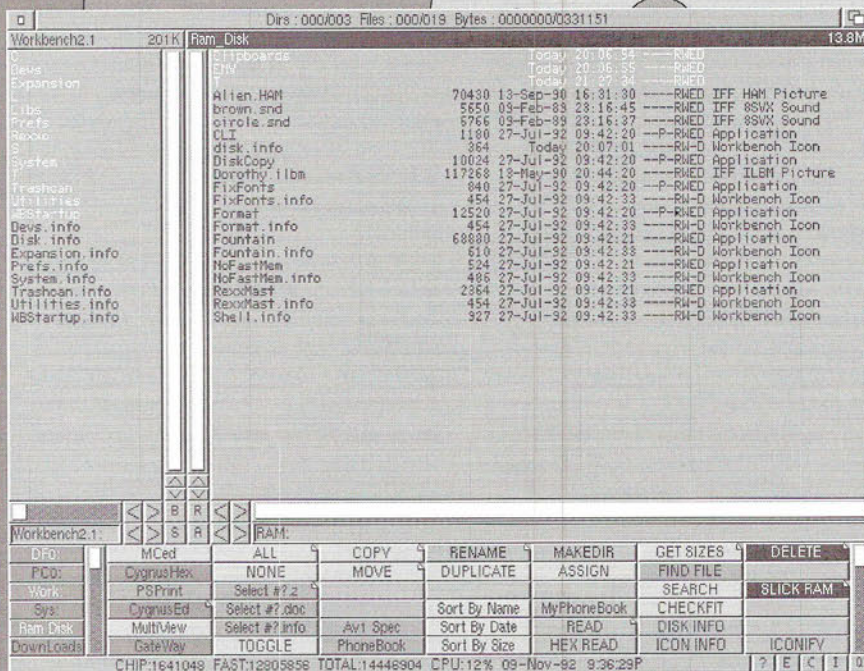 Dirs : 000/003 Files : 000/019 Bytes : 0000000/0331151
Workbench2.1 201K Ram_Disk 13.8M
C
Devs
Expansion
Libs
Prefs
Rexxc
S
System
T
Trashcan
Utilities
WBStartup
Devs.info
Disk.info
Expansion.info
Prefs.info
System.info
Trashcan.info
Utilities.info
WBStartup.info
Clipboards Today 20:06:54 ----RWED
ENV Today 20:06:55 ----RWED
T Today 21:27:34 ----RWED
Alien.HAM 70430 13-Sep-90 16:31:30 ----RWED IFF HAM Picture
brown.snd 5650 09-Feb-89 23:16:45 ----RWED IFF 8SVX Sound
circle.snd 5766 09-Feb-89 23:16:37 ----RWED IFF 8SVX Sound
CLI 1180 27-Jul-92 09:42:20 --P-RWED Application
disk.info 364 Today 20:07:01 ----RW-D Workbench Icon
DiskCopy 10024 27-Jul-92 09:42:20 --P-RWED Application
Dorothy.ilbm 117268 18-May-90 20:44:20 ----RWED IFF ILBM Picture
FixFonts 840 27-Jul-92 09:42:20 --P-RWED Application
FixFonts.info 454 27-Jul-92 09:42:33 ----RW-D Workbench Icon
Format 12520 27-Jul-92 09:42:20 --P-RWED Application
Format.info 454 27-Jul-92 09:42:33 ----RW-D Workbench Icon
Fountain 68880 27-Jul-92 09:42:21 ----RWED Application
Fountain.info 610 27-Jul-92 09:42:33 ----RW-D Workbench Icon
NoFastMem 524 27-Jul-92 09:42:21 ----RWED Application
NoFastMem.info 486 27-Jul-92 09:42:33 ----RW-D Workbench Icon
RexxMast 2364 27-Jul-92 09:42:21 ----RWED Application
RexxMast.info 454 27-Jul-92 09:42:33 ----RW-D Workbench Icon
Shell.info 927 27-Jul-92 09:42:33 ----RW-D Workbench Icon
< > B R < >
Workbench2.1: < > S A < > RAM:
DF0: MCed ALL COPY RENAME MAKEDIR GET SIZES DELETE
PC0: CygnusHex NONE MOVE DUPLICATE ASSIGN FIND FILE
Work: PSPrint Select #?.z SEARCH SLICK RAM
Sys: CygnusEd Select #?.doc Sort By Name MyPhoneBook CHECKFIT
Ram Disk MultiView Select #?.info Av1 Spec Sort By Date READ DISK INFO
DownLoads GateWay TOGGLE PhoneBook Sort By Size HEX READ ICON INFO ICONIFY
CHIP:1641048 FAST:12805856 TOTAL:14446904 CPU:12% 09-Nov-92 9:36:29P ? E C I Q